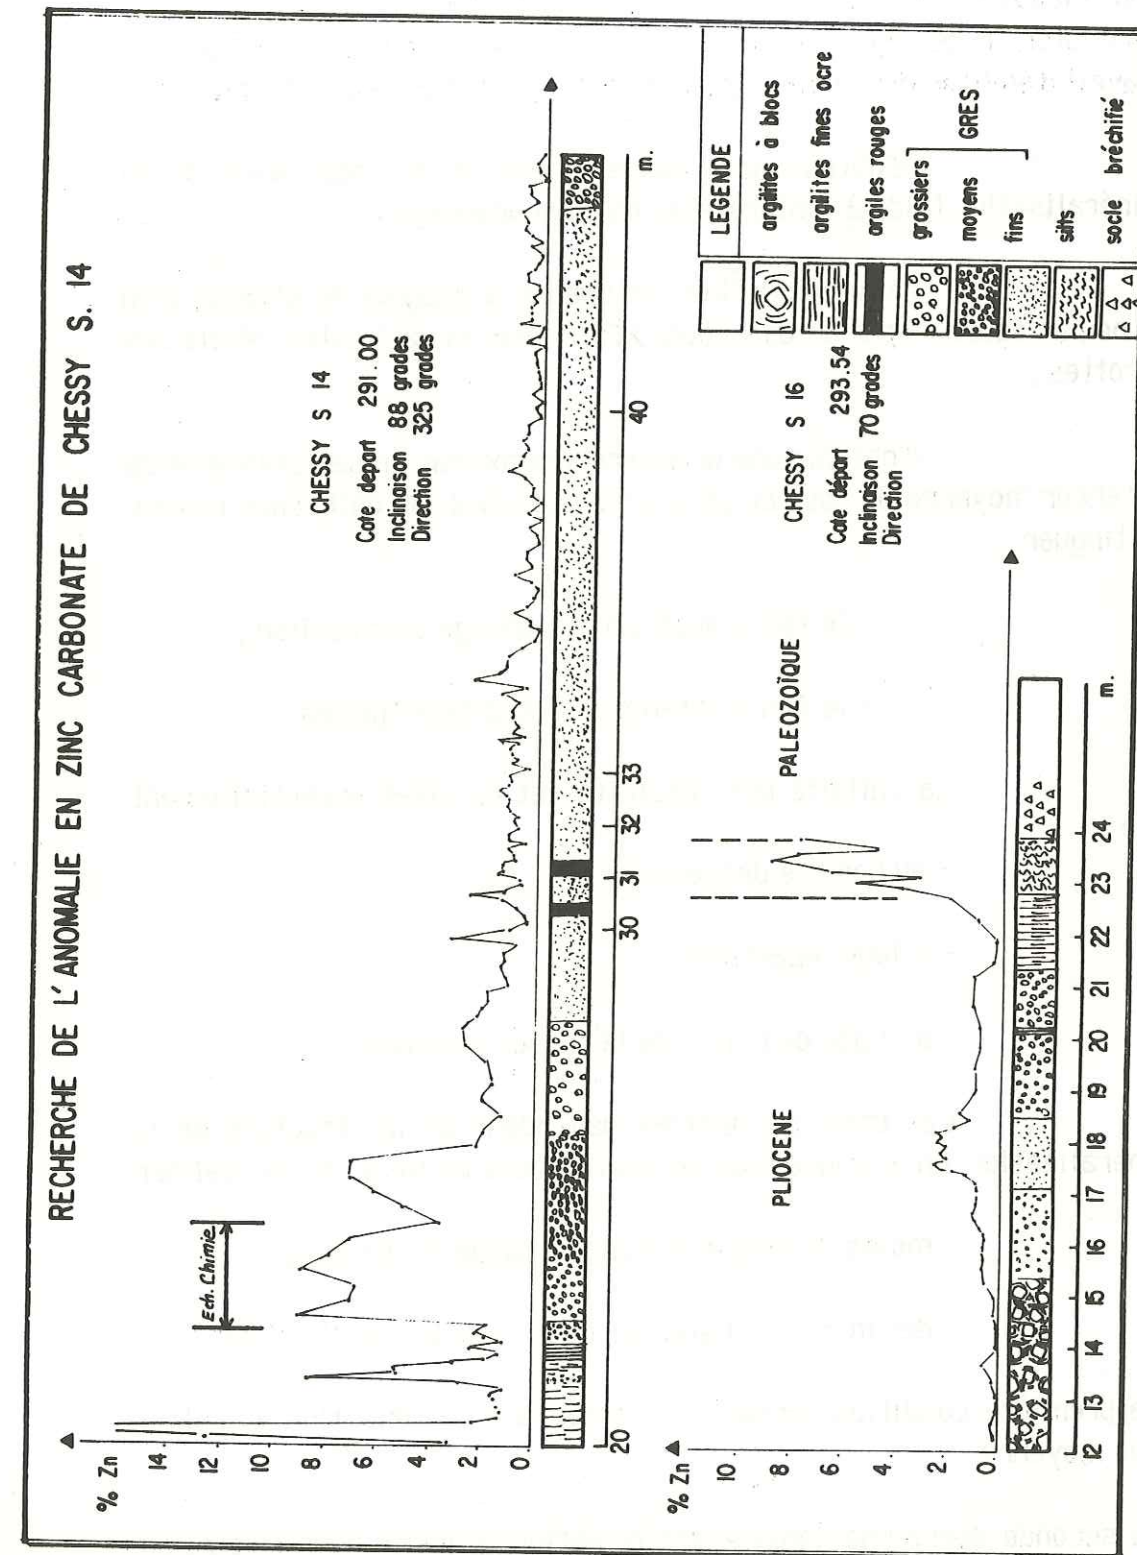 RECHERCHE DE L'ANOMALIE EN ZINC CARBONATE DE CHESSY S. 14
% Zn
14
12
10
8
6
4
2
0.
Ech. Chimie
CHESSY S 14
Cote depart 291.00
Inclinaison 88 grades
Direction 325 grades
20
30
31
32
33
40
m.
% Zn
10.
8.
6.
4.
2.
0.
PLIOCENE
PALEOZOÏQUE
CHESSY S 16
Cote départ 293.54
Inclinaison 70 grades
Direction
12
13
14
15
16
17
18
19
20
21
22
23
24
m.
LEGENDE
argilites à blocs
argilites fines ocre
argiles rouges
grossiers
moyens
fins
GRES
silts
socle bréchifié